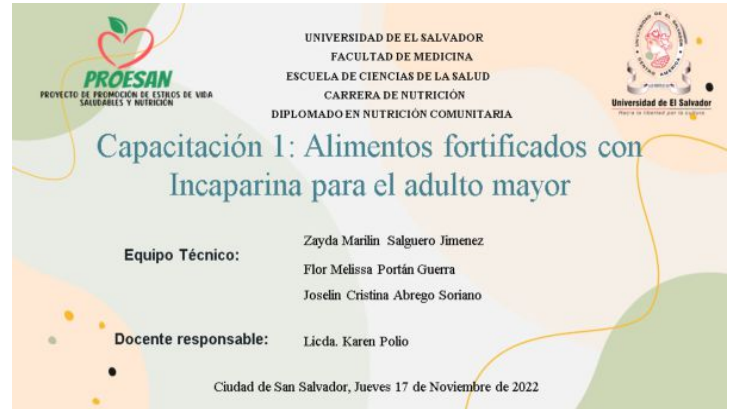 PROESAN
PROYECTO DE PROMOCIÓN DE ESTILOS DE VIDA
SALUDABLES Y NUTRICIÓN
UNIVERSIDAD DE EL SALVADOR
FACULTAD DE MEDICINA
ESCUELA DE CIENCIAS DE LA SALUD
CARRERA DE NUTRICIÓN
DIPLOMADO EN NUTRICIÓN COMUNITARIA
Universidad de El Salvador
Hacia la libertad por la cultura
Capacitación 1: Alimentos fortificados con
Incaparina para el adulto mayor
Equipo Técnico:
Zayda Marilin Salguero Jimenez
Flor Melissa Portán Guerra
Joselin Cristina Abrego Soriano
Docente responsable:
Licda. Karen Polio
Ciudad de San Salvador, Jueves 17 de Noviembre de 2022